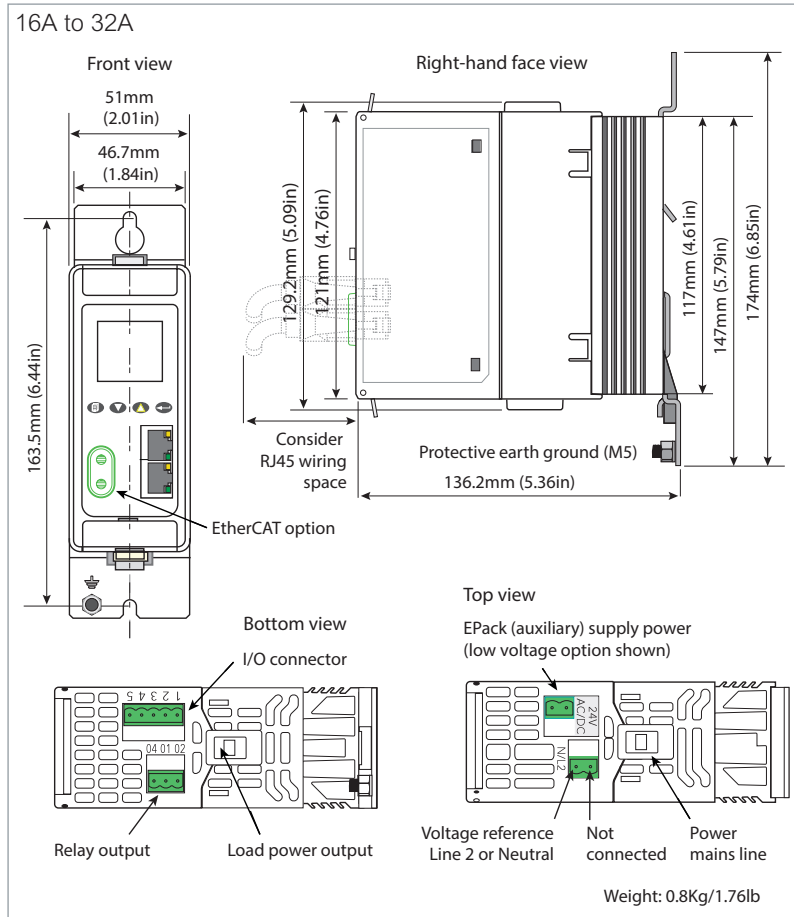 16A to 32A
Front view
Right-hand face view
51mm
(2.01in)
46.7mm
(1.84in)
163.5mm (6.44in)
129.2mm (5.09in)
121mm (4.76in)
117mm (4.61in)
147mm (5.79in)
174mm (6.85in)
Consider
RJ45 wiring
space
Protective earth ground (M5)
136.2mm (5.36in)
EtherCAT option
Bottom view
I/O connector
5 4 3 2 1
04 01 02
Relay output
Load power output
Top view
EPack (auxiliary) supply power
(low voltage option shown)
24V
AC/DC
N/L2
Voltage reference
Line 2 or Neutral
Not
connected
Power
mains line
Weight: 0.8Kg/1.76lb